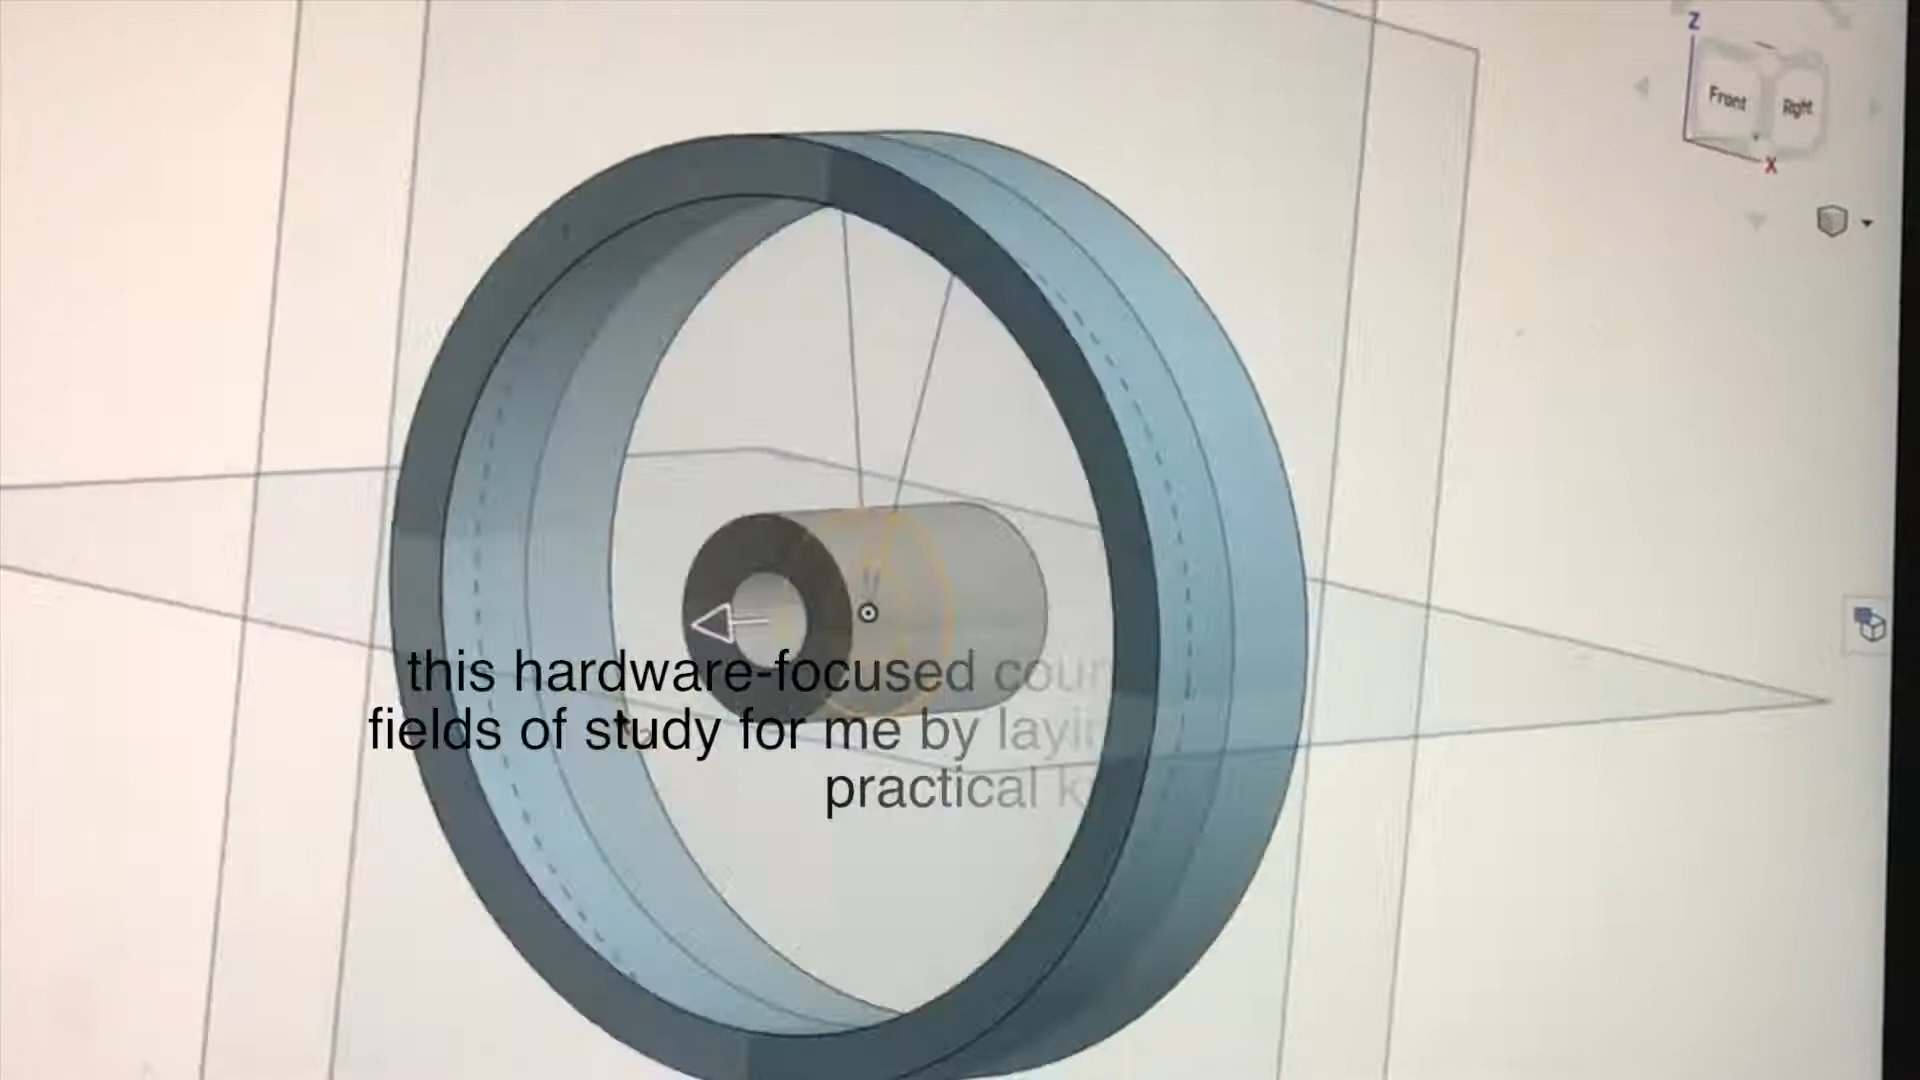 Z
Front Right
X
this hardware-focused
fields of study for me by
practical